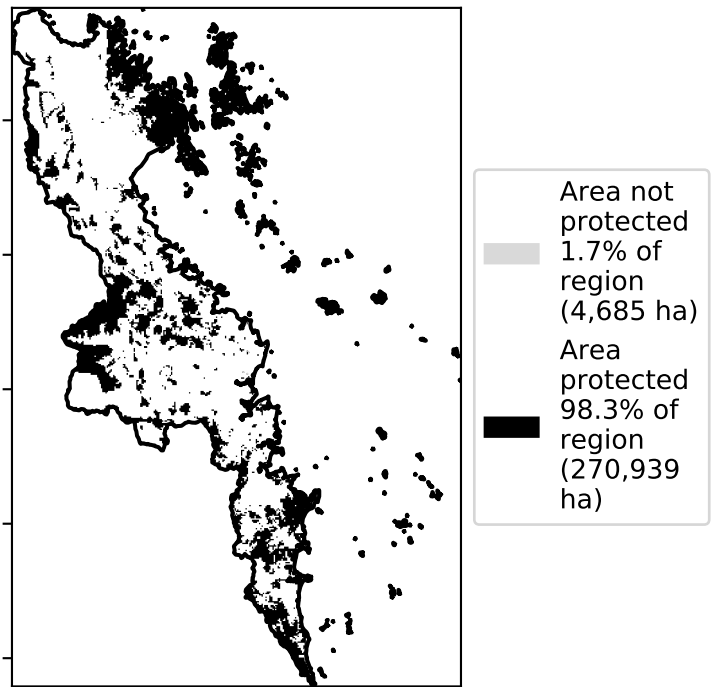 Area not
protected
1.7% of
region
(4,685 ha)
Area
protected
98.3% of
region
(270,939
ha)